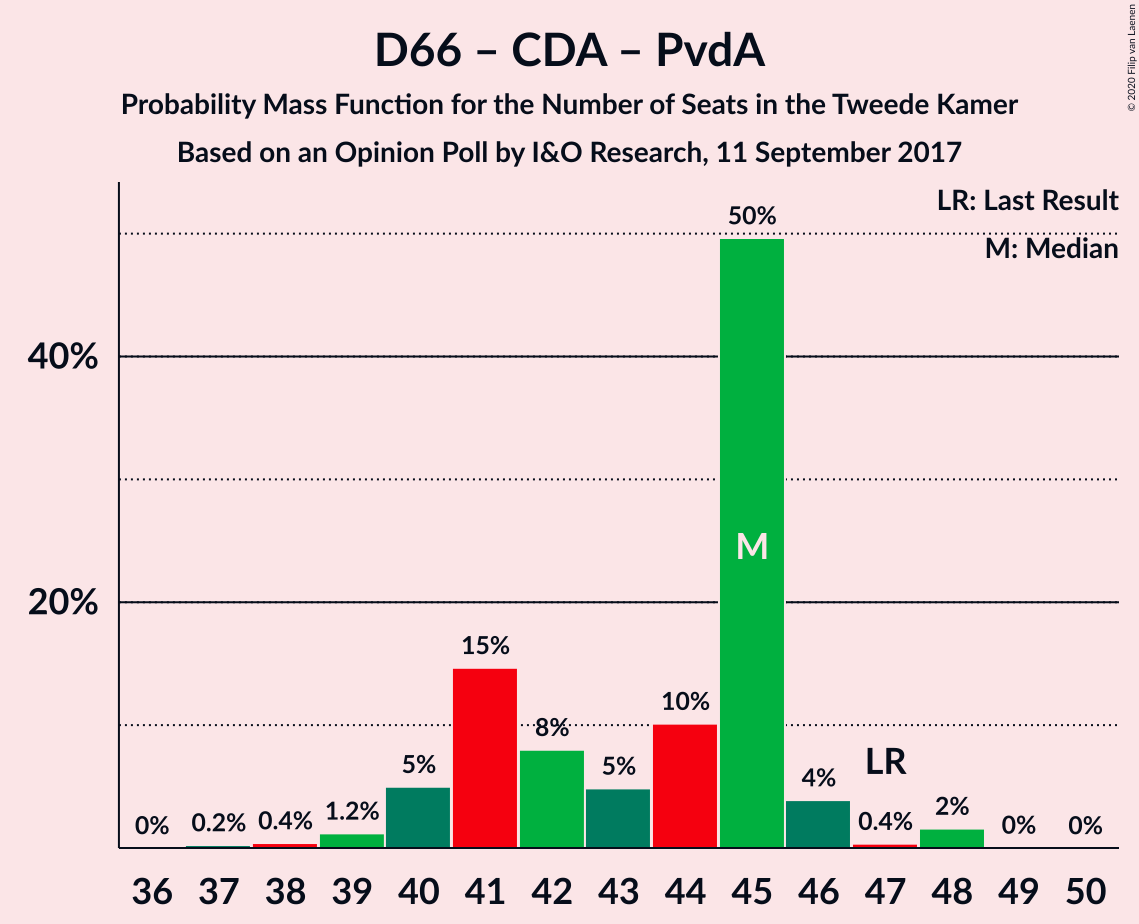 D66 – CDA – PvdA
Probability Mass Function for the Number of Seats in the Tweede Kamer
Based on an Opinion Poll by I&O Research, 11 September 2017
© 2020 Filip van Laenen
LR: Last Result
M: Median
50%
40%
M
20%
15%
10%
8%
LR
5%
5%
4%
2%
1.2%
0.4%
0.2%
0%
0.4%
0%
0%
36 37 38 39 40 41 42 43 44 45 46 47 48 49 50